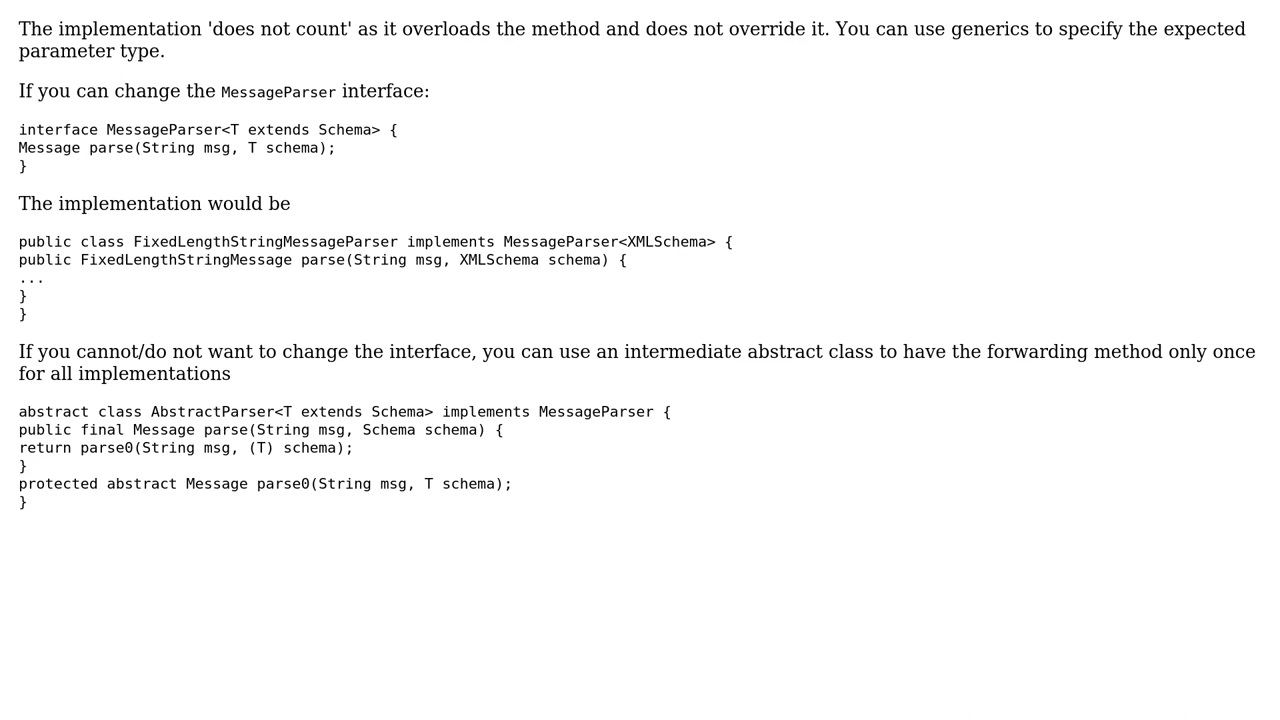 The implementation 'does not count' as it overloads the method and does not override it. You can use generics to specify the expected
parameter type.
If you can change the MessageParser interface:
interface MessageParser<T extends Schema> {
Message parse(String msg, T schema);
}
The implementation would be
public class FixedLengthStringMessageParser implements MessageParser<XMLSchema> {
public FixedLengthStringMessage parse(String msg, XMLSchema schema) {
...
}
}
If you cannot/do not want to change the interface, you can use an intermediate abstract class to have the forwarding method only once
for all implementations
abstract class AbstractParser<T extends Schema> implements MessageParser {
public final Message parse(String msg, Schema schema) {
return parse0(String msg, (T) schema);
}
protected abstract Message parse0(String msg, T schema);
}